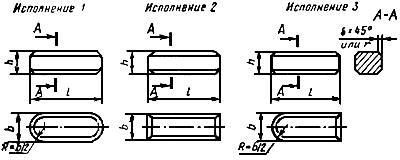 Исполнение 1 Исполнение 2 Исполнение 3
A A A A-A
s=45°
или r
h h h
A l A l A l
b b b
R=b/2 R=b/2